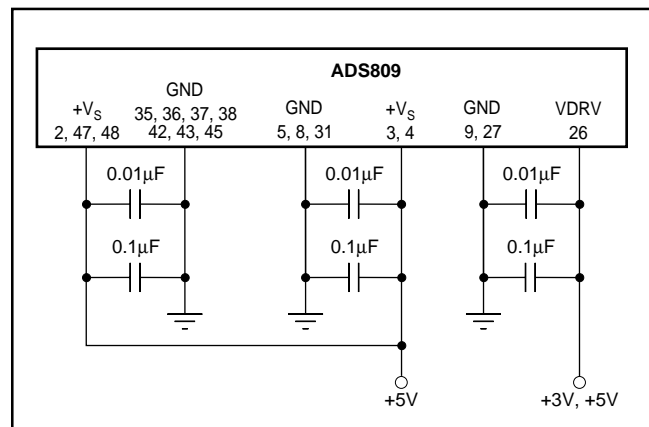 ADS809
+VS
2, 47, 48
GND
35, 36, 37, 38
42, 43, 45
GND
5, 8, 31
+VS
3, 4
GND
9, 27
VDRV
26
0.01µF
0.01µF
0.01µF
0.1µF
0.1µF
0.1µF
+5V
+3V, +5V